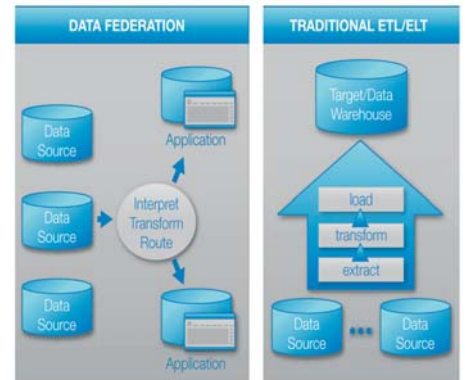 DATA FEDERATION
Data
Source
Data
Source
Data
Source
Interpret
Transform
Route
Application
Application
TRADITIONAL ETL/ELT
Target/Data
Warehouse
load
transform
extract
Data
Source
Data
Source